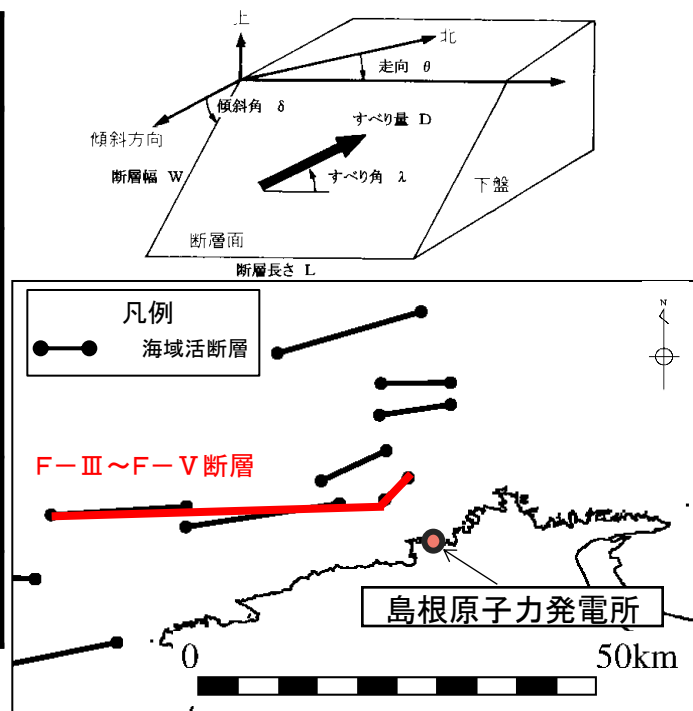 上
北
走向 θ
傾斜角 δ
すべり量 D
傾斜方向
断層幅 W
すべり角 λ
下盤
断層面
断層長さ L
凡例
海域活断層
N
F-Ⅲ~F-Ⅴ断層
島根原子力発電所
0
50km